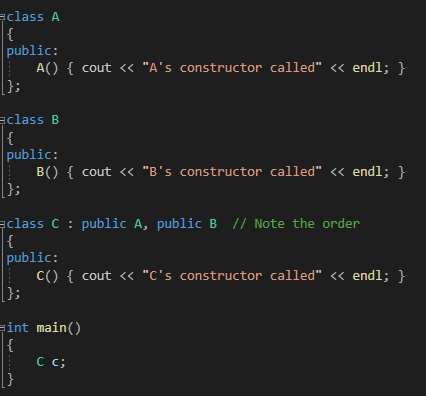 class A
{
public:
    A() { cout << "A's constructor called" << endl; }
};
class B
{
public:
    B() { cout << "B's constructor called" << endl; }
};
class C : public A, public B  // Note the order
{
public:
    C() { cout << "C's constructor called" << endl; }
};
int main()
{
    C c;
}